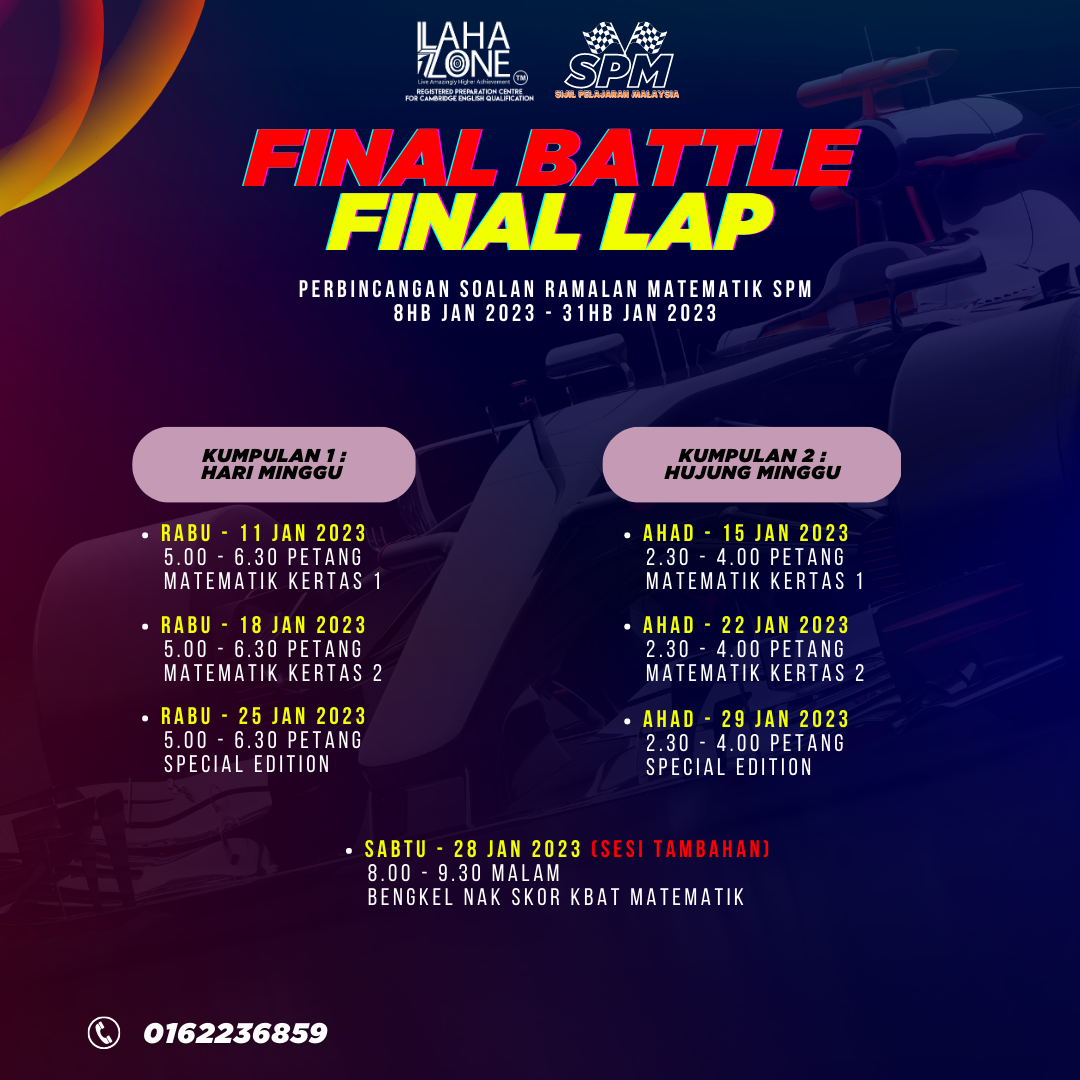 LAHA
ZONE
Live Amazingly Higher Achievement
TM
REGISTERED PREPARATION CENTRE
FOR CAMBRIDGE ENGLISH QUALIFICATION
SPM
SIJIL PELAJARAN MALAYSIA
FINAL BATTLE
FINAL LAP
PERBINCANGAN SOALAN RAMALAN MATEMATIK SPM
8HB JAN 2023 - 31HB JAN 2023
KUMPULAN 1 :
HARI MINGGU
RABU - 11 JAN 2023
5.00 - 6.30 PETANG
MATEMATIK KERTAS 1
RABU - 18 JAN 2023
5.00 - 6.30 PETANG
MATEMATIK KERTAS 2
RABU - 25 JAN 2023
5.00 - 6.30 PETANG
SPECIAL EDITION
KUMPULAN 2 :
HUJUNG MINGGU
AHAD - 15 JAN 2023
2.30 - 4.00 PETANG
MATEMATIK KERTAS 1
AHAD - 22 JAN 2023
2.30 - 4.00 PETANG
MATEMATIK KERTAS 2
AHAD - 29 JAN 2023
2.30 - 4.00 PETANG
SPECIAL EDITION
SABTU - 28 JAN 2023 (SESI TAMBAHAN)
8.00 - 9.30 MALAM
BENGKEL NAK SKOR KBAT MATEMATIK
0162236859